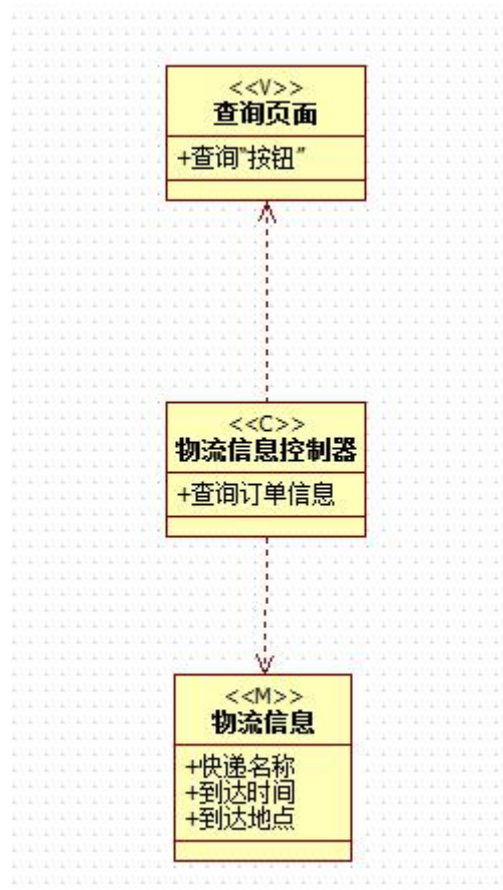 <<V>>
查询页面
+查询"按钮"
<<C>>
物流信息控制器
+查询订单信息
<<M>>
物流信息
+快递名称
+到达时间
+到达地点